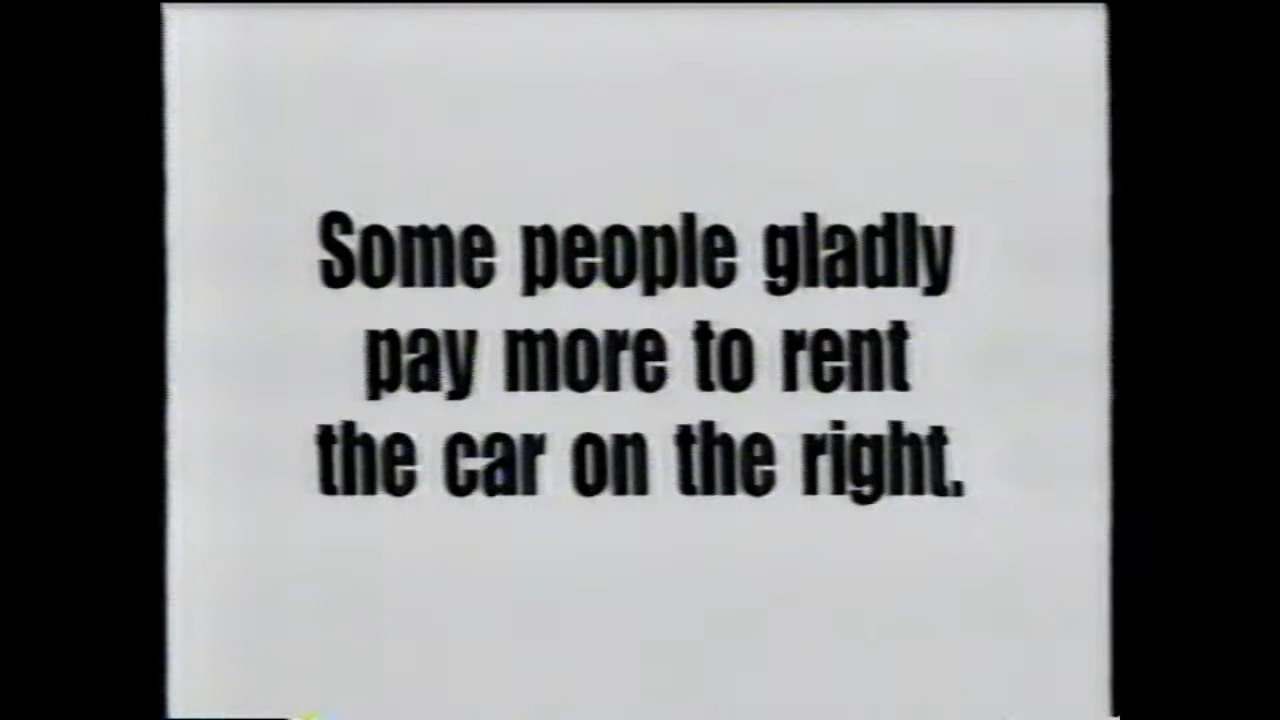 Some people gladly
pay more to rent
the car on the right.